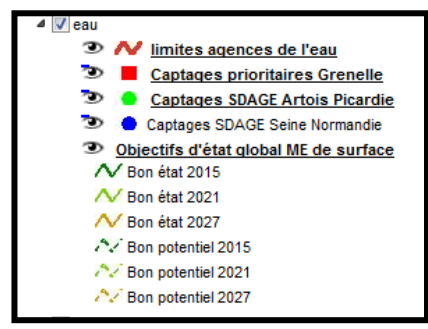 eau
limites agences de l'eau
Captages prioritaires Grenelle
Captages SDAGE Artois Picardie
Captages SDAGE Seine Normandie
Objectifs d'état global ME de surface
Bon état 2015
Bon état 2021
Bon état 2027
Bon potentiel 2015
Bon potentiel 2021
Bon potentiel 2027